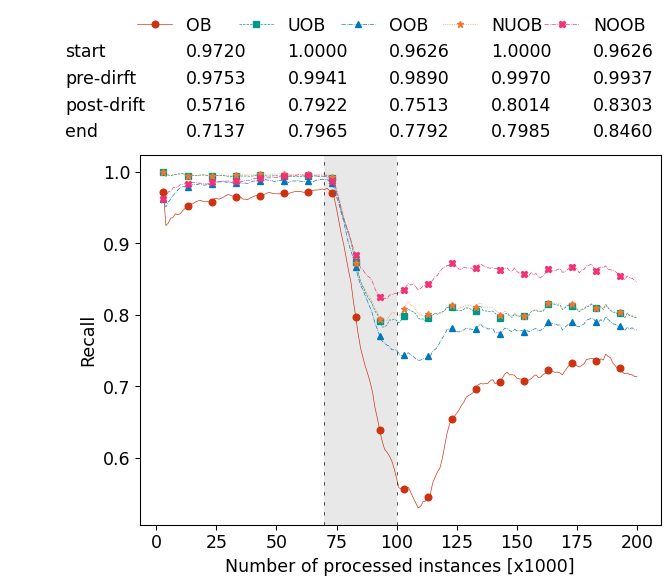 OB UOB OOB NUOB NOOB
start 0.9720 1.0000 0.9626 1.0000 0.9626
pre-dirft 0.9753 0.9941 0.9890 0.9970 0.9937
post-drift 0.5716 0.7922 0.7513 0.8014 0.8303
end 0.7137 0.7965 0.7792 0.7985 0.8460
1.0
0.9
0.8
0.7
0.6
Recall
0 25 50 75 100 125 150 175 200
Number of processed instances [x1000]